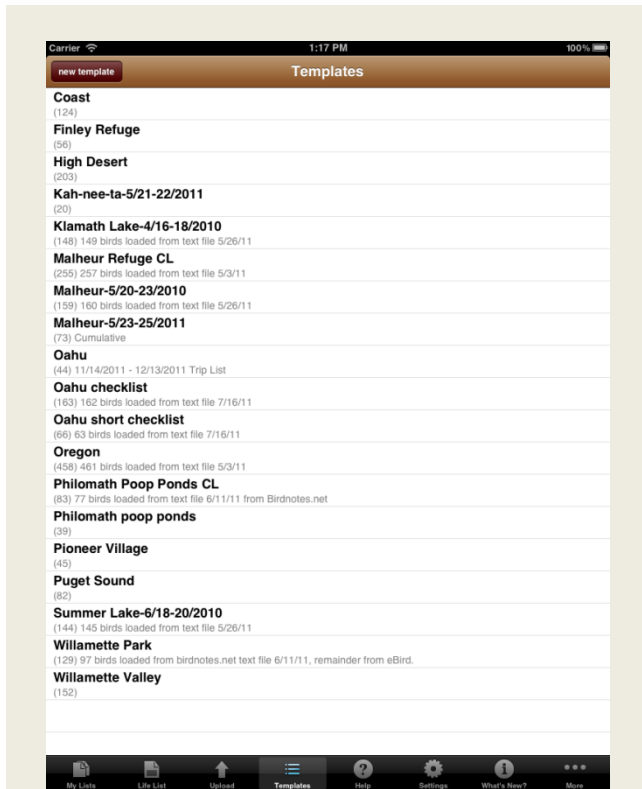 Carrier 1:17 PM 100%
new template Templates
Coast
(124)
Finley Refuge
(56)
High Desert
(203)
Kah-nee-ta-5/21-22/2011
(20)
Klamath Lake-4/16-18/2010
(148) 149 birds loaded from text file 5/26/11
Malheur Refuge CL
(255) 257 birds loaded from text file 5/3/11
Malheur-5/20-23/2010
(159) 160 birds loaded from text file 5/26/11
Malheur-5/23-25/2011
(73) Cumulative
Oahu
(44) 11/14/2011 - 12/13/2011 Trip List
Oahu checklist
(163) 162 birds loaded from text file 7/16/11
Oahu short checklist
(66) 63 birds loaded from text file 7/16/11
Oregon
(458) 461 birds loaded from text file 5/3/11
Philomath Poop Ponds CL
(83) 77 birds loaded from text file 6/11/11 from Birdnotes.net
Philomath poop ponds
(39)
Pioneer Village
(45)
Puget Sound
(82)
Summer Lake-6/18-20/2010
(144) 145 birds loaded from text file 5/26/11
Willamette Park
(129) 97 birds loaded from birdnotes.net text file 6/11/11, remainder from eBird.
Willamette Valley
(152)
My Lists Life List Upload Templates Help Settings What's New? More